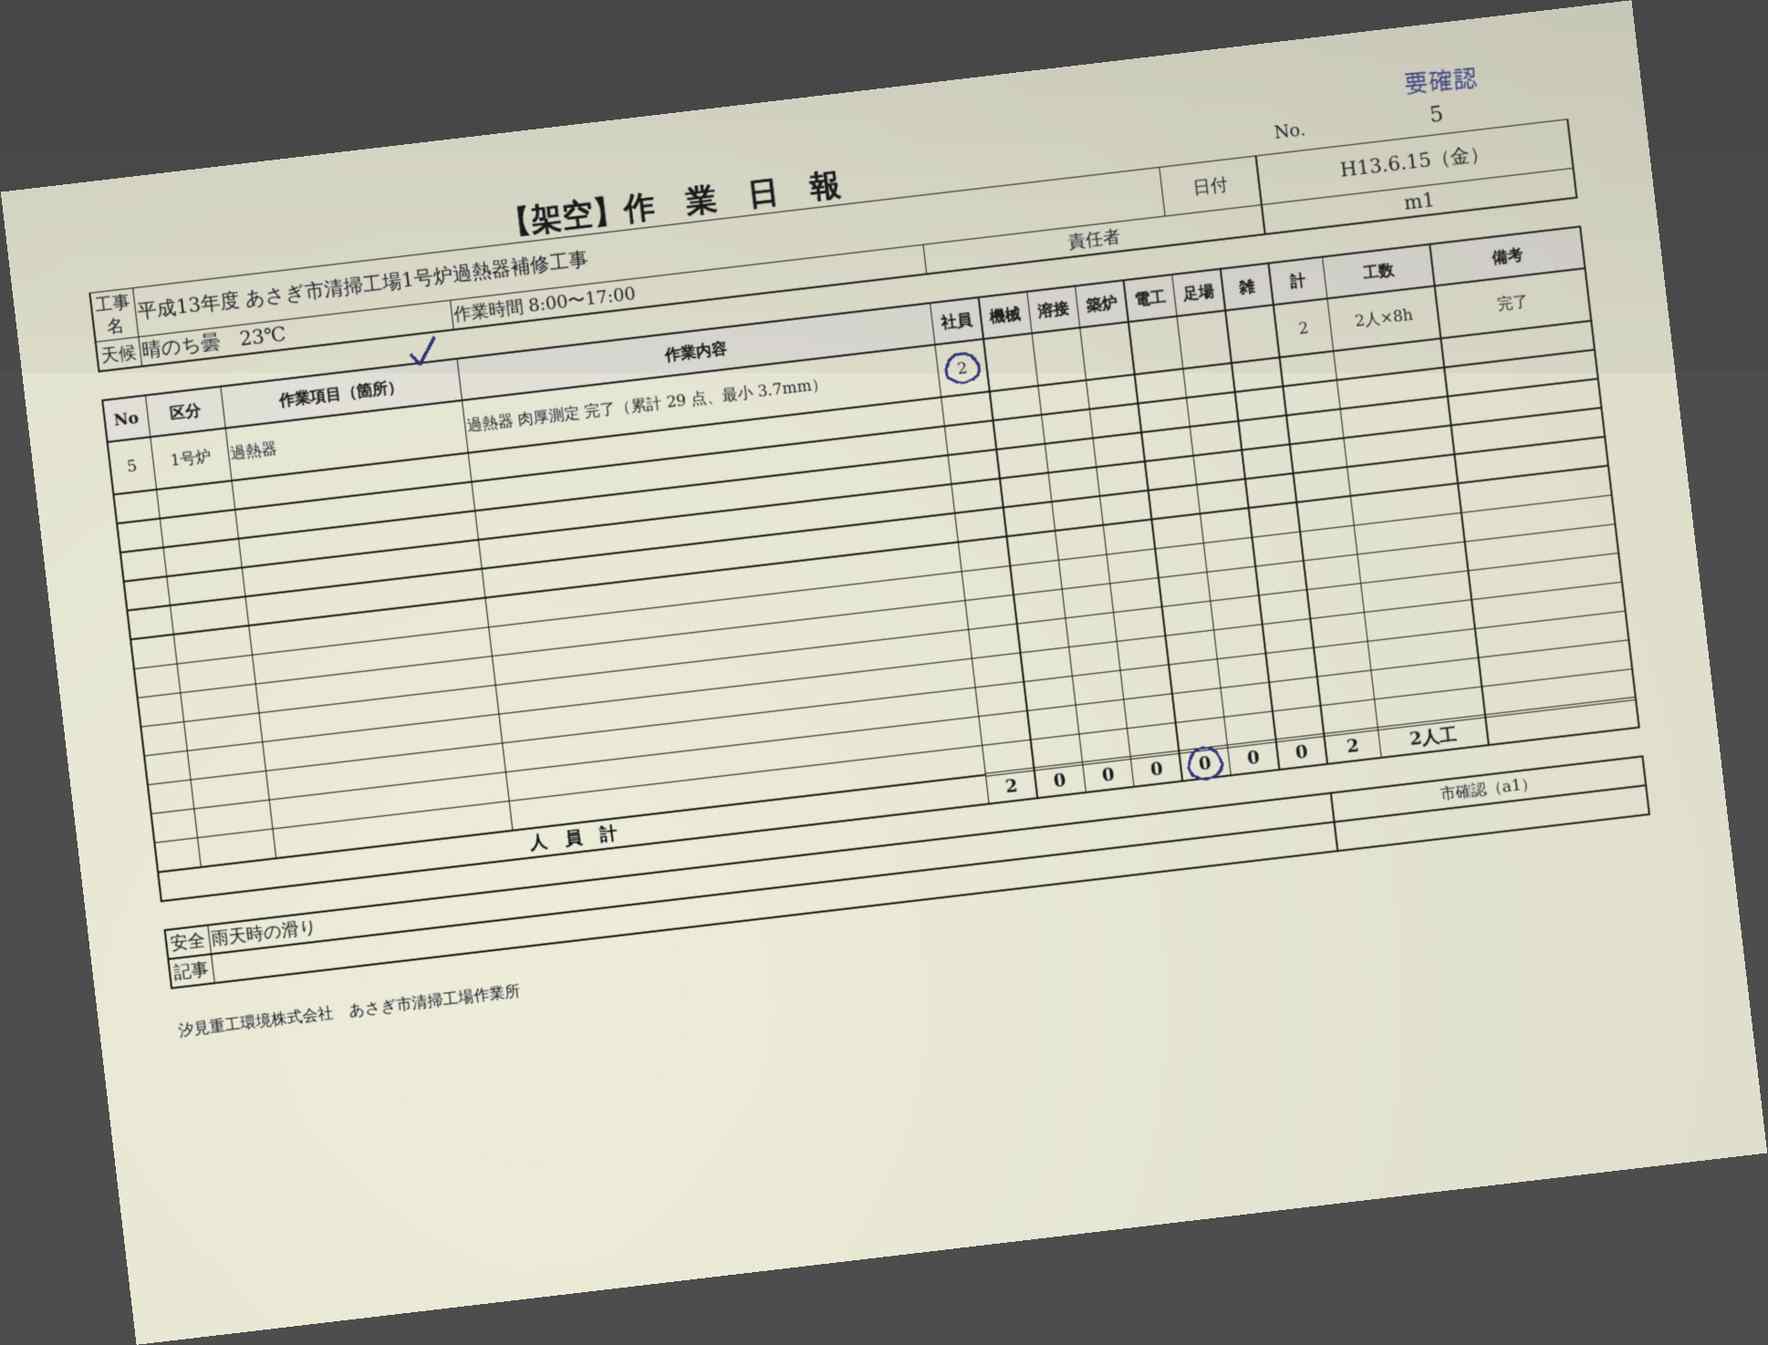 要確認
No. 5
【架空】作 業 日 報
工事名 平成13年度 あさぎ市清掃工場1号炉過熱器補修工事 日付 H13.6.15（金）
天候 晴のち曇 23℃ 作業時間 8:00〜17:00 責任者 m1
No 区分 作業項目（箇所） 作業内容 社員 機械 溶接 築炉 電工 足場 雑 計 工数 備考
5 1号炉 過熱器 過熱器 肉厚測定 完了（累計 29 点、最小 3.7mm） 2 2 2人×8h 完了
人 員 計 2 0 0 0 0 0 0 2 2人工
安全 雨天時の滑り 市確認（a1）
記事
汐見重工環境株式会社 あさぎ市清掃工場作業所